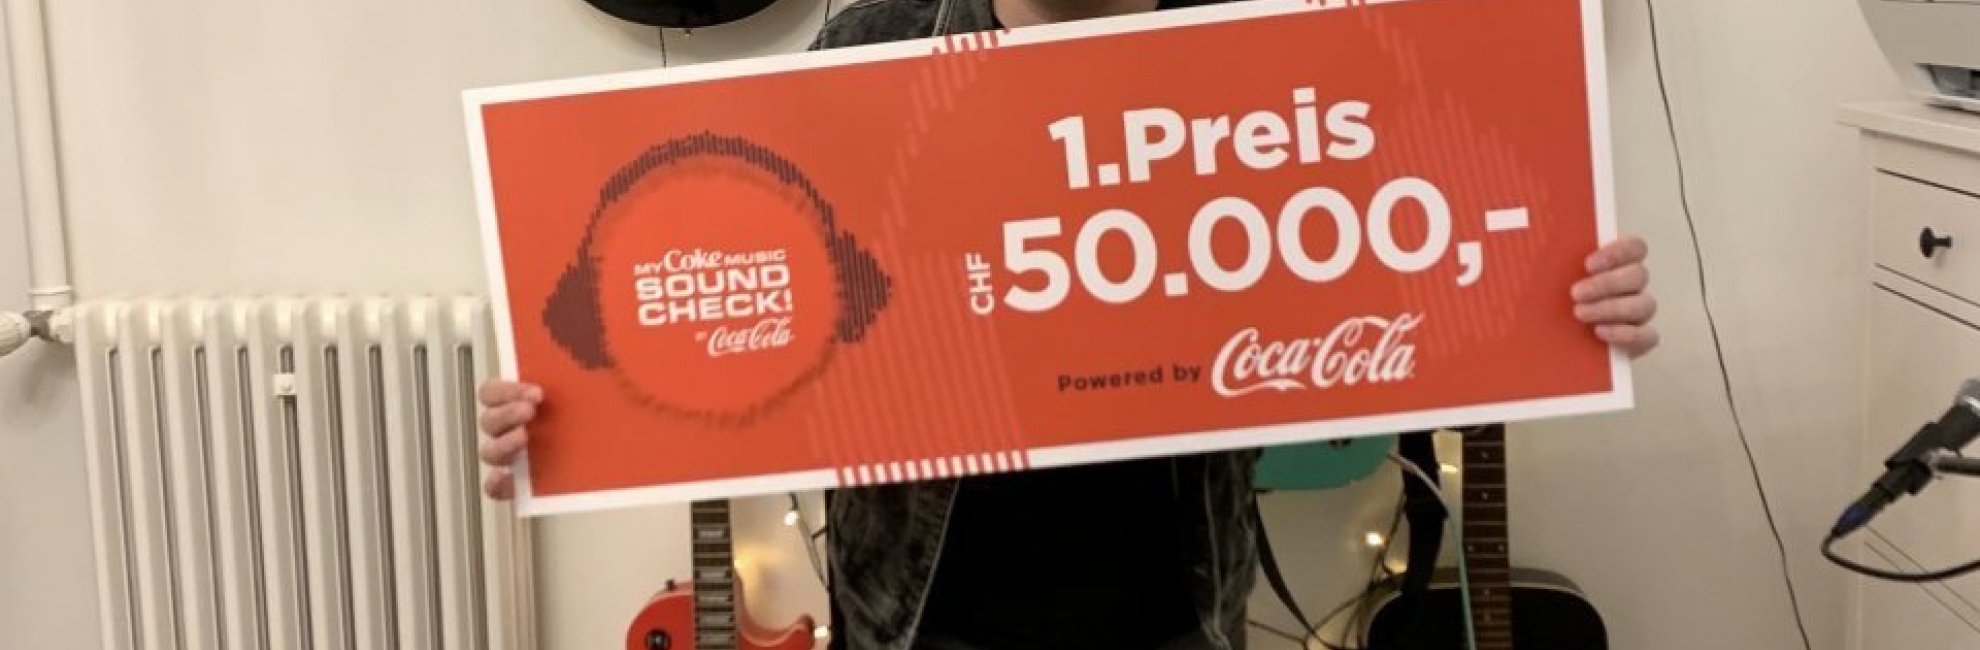 MY Coke MUSIC
SOUND
CHECK!
BY Coca-Cola
1.Preis
CHF 50.000,-
Powered by Coca-Cola